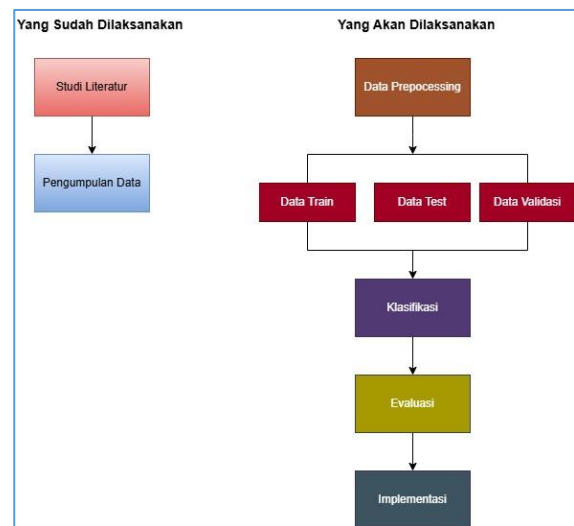 Yang Sudah Dilaksanakan
Studi Literatur
Pengumpulan Data
Yang Akan Dilaksanakan
Data Prepocessing
Data Train
Data Test
Data Validasi
Klasifikasi
Evaluasi
Implementasi